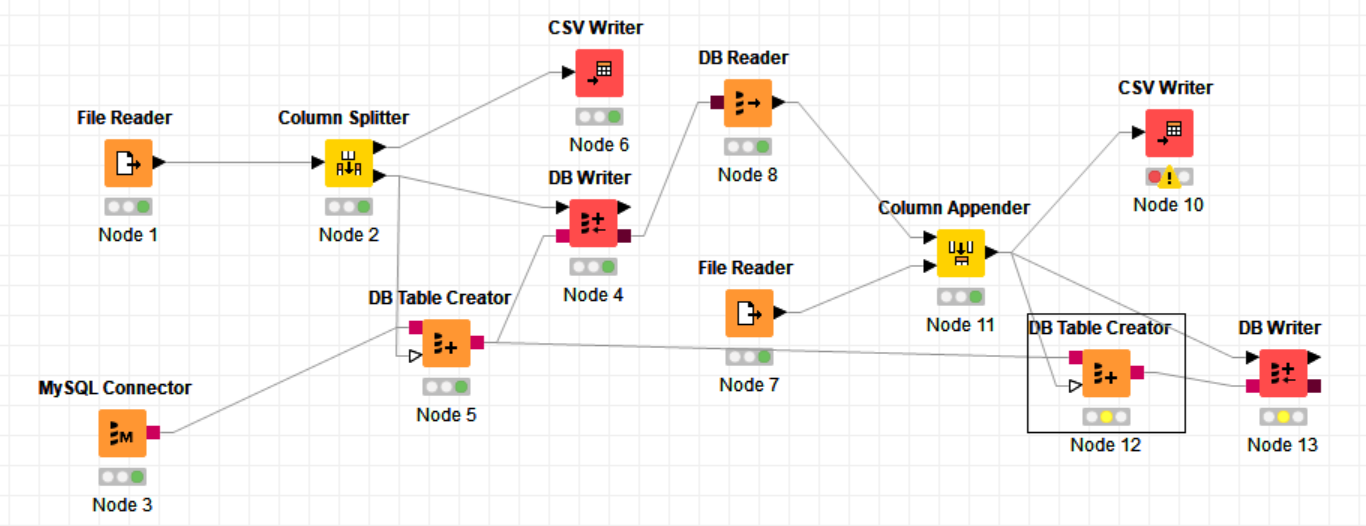 CSV Writer
Node 6
DB Reader
Node 8
CSV Writer
Node 10
File Reader
Node 1
Column Splitter
Node 2
DB Writer
Node 4
Column Appender
Node 11
File Reader
Node 7
DB Table Creator
Node 5
DB Table Creator
Node 12
DB Writer
Node 13
MySQL Connector
M
Node 3